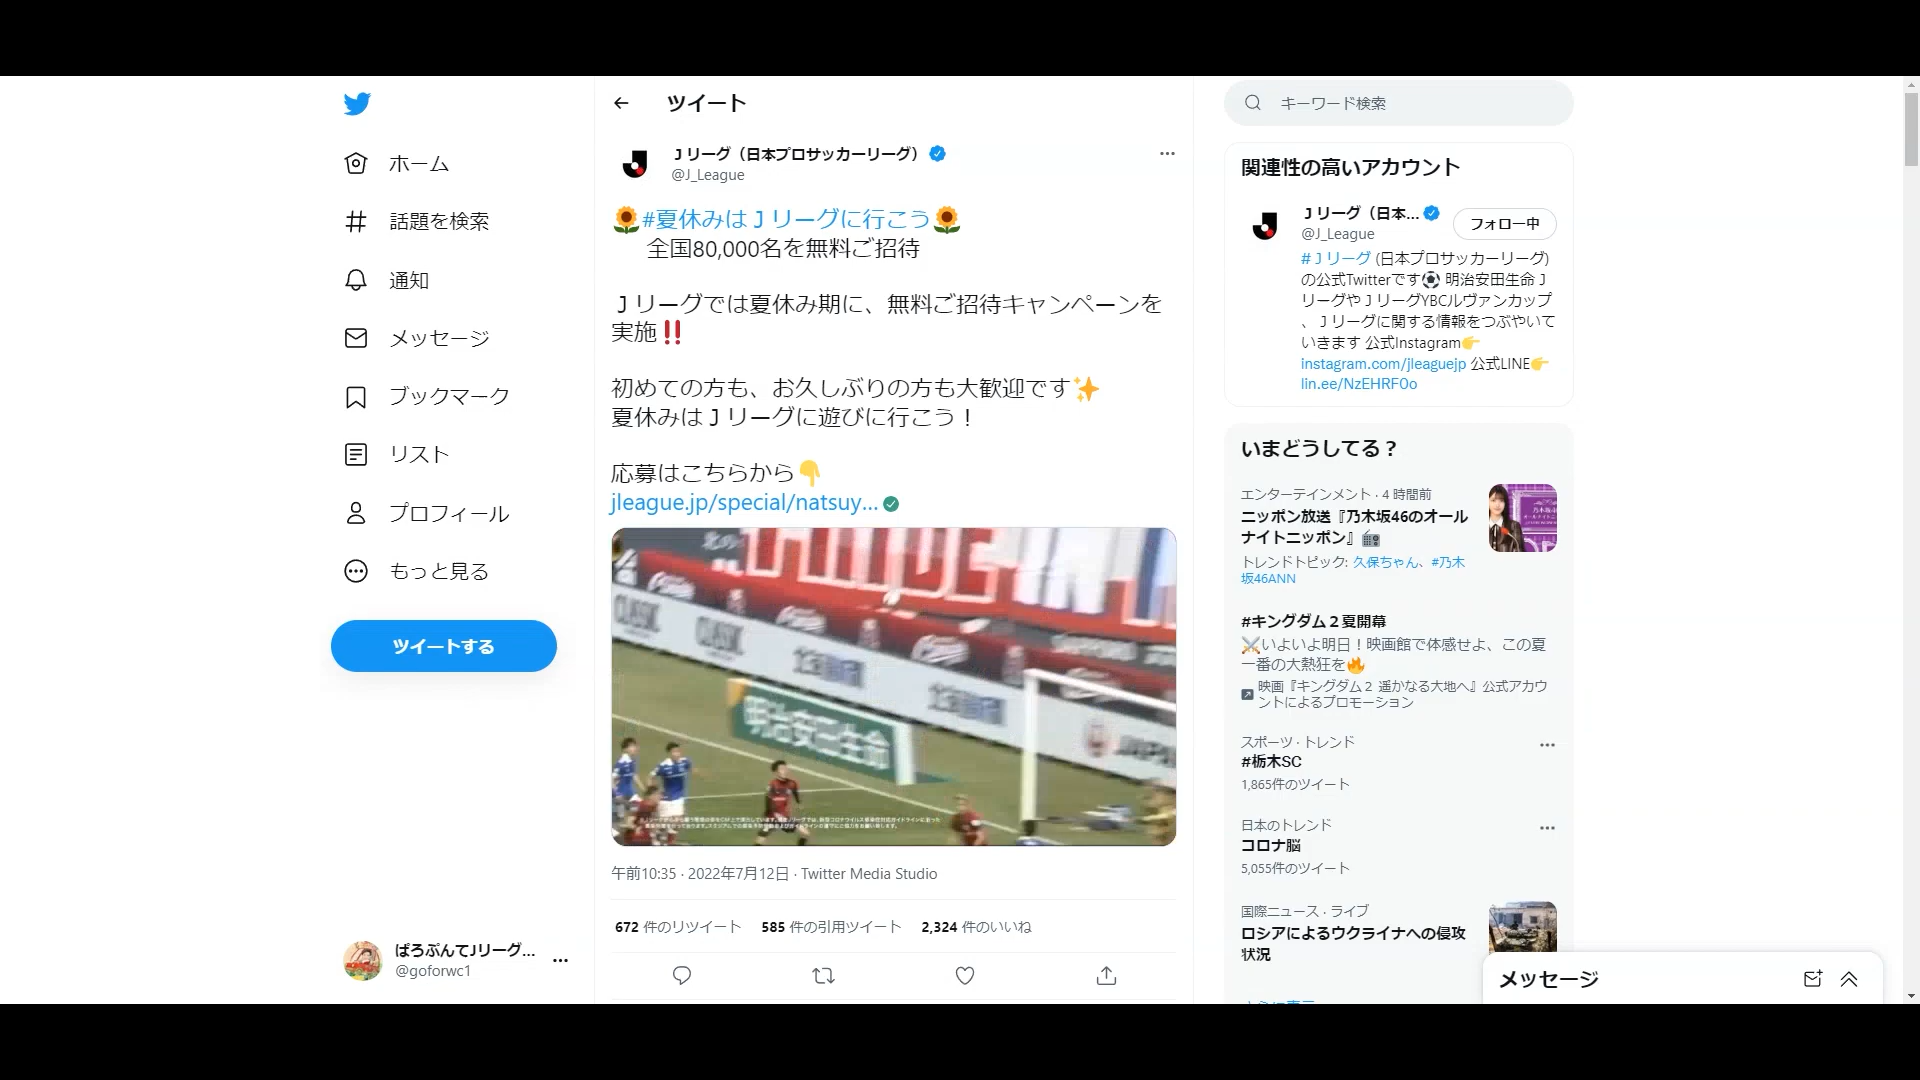 ホーム
話題を検索
通知
メッセージ
ブックマーク
リスト
プロフィール
もっと見る
ツイートする
ぱろぷんてJリーグ...
@goforwc1
ツイート
Ｊリーグ（日本プロサッカーリーグ）
@J_League
🌻#夏休みはＪリーグに行こう🌻
全国80,000名を無料ご招待
Ｊリーグでは夏休み期に、無料ご招待キャンペーンを
実施‼️
初めての方も、お久しぶりの方も大歓迎です✨
夏休みはＪリーグに遊びに行こう！
応募はこちらから👇
jleague.jp/special/natsuy...
CLASSIC
CLASSIC
明治安田生命
午前10:35 · 2022年7月12日 · Twitter Media Studio
672 件のリツイート 585 件の引用ツイート 2,324 件のいいね
キーワード検索
関連性の高いアカウント
Ｊリーグ（日本...
@J_League
フォロー中
#Ｊリーグ (日本プロサッカーリーグ)
の公式Twitterです⚽ 明治安田生命Ｊ
リーグやＪリーグYBCルヴァンカップ
、Ｊリーグに関する情報をつぶやいて
いきます 公式Instagram👉
instagram.com/jleaguejp 公式LINE👉
lin.ee/NzEHRF0o
いまどうしてる？
エンターテインメント · 4 時間前
ニッポン放送『乃木坂46のオール
ナイトニッポン』📻
トレンドトピック: 久保ちゃん、#乃木
坂46ANN
#キングダム２夏開幕
⚔️いよいよ明日！映画館で体感せよ、この夏
一番の大熱狂を🔥
映画『キングダム２ 遥かなる大地へ』公式アカウ
ントによるプロモーション
スポーツ · トレンド
#栃木SC
1,865件のツイート
日本のトレンド
コロナ脳
5,055件のツイート
国際ニュース · ライブ
ロシアによるウクライナへの侵攻
状況
メッセージ